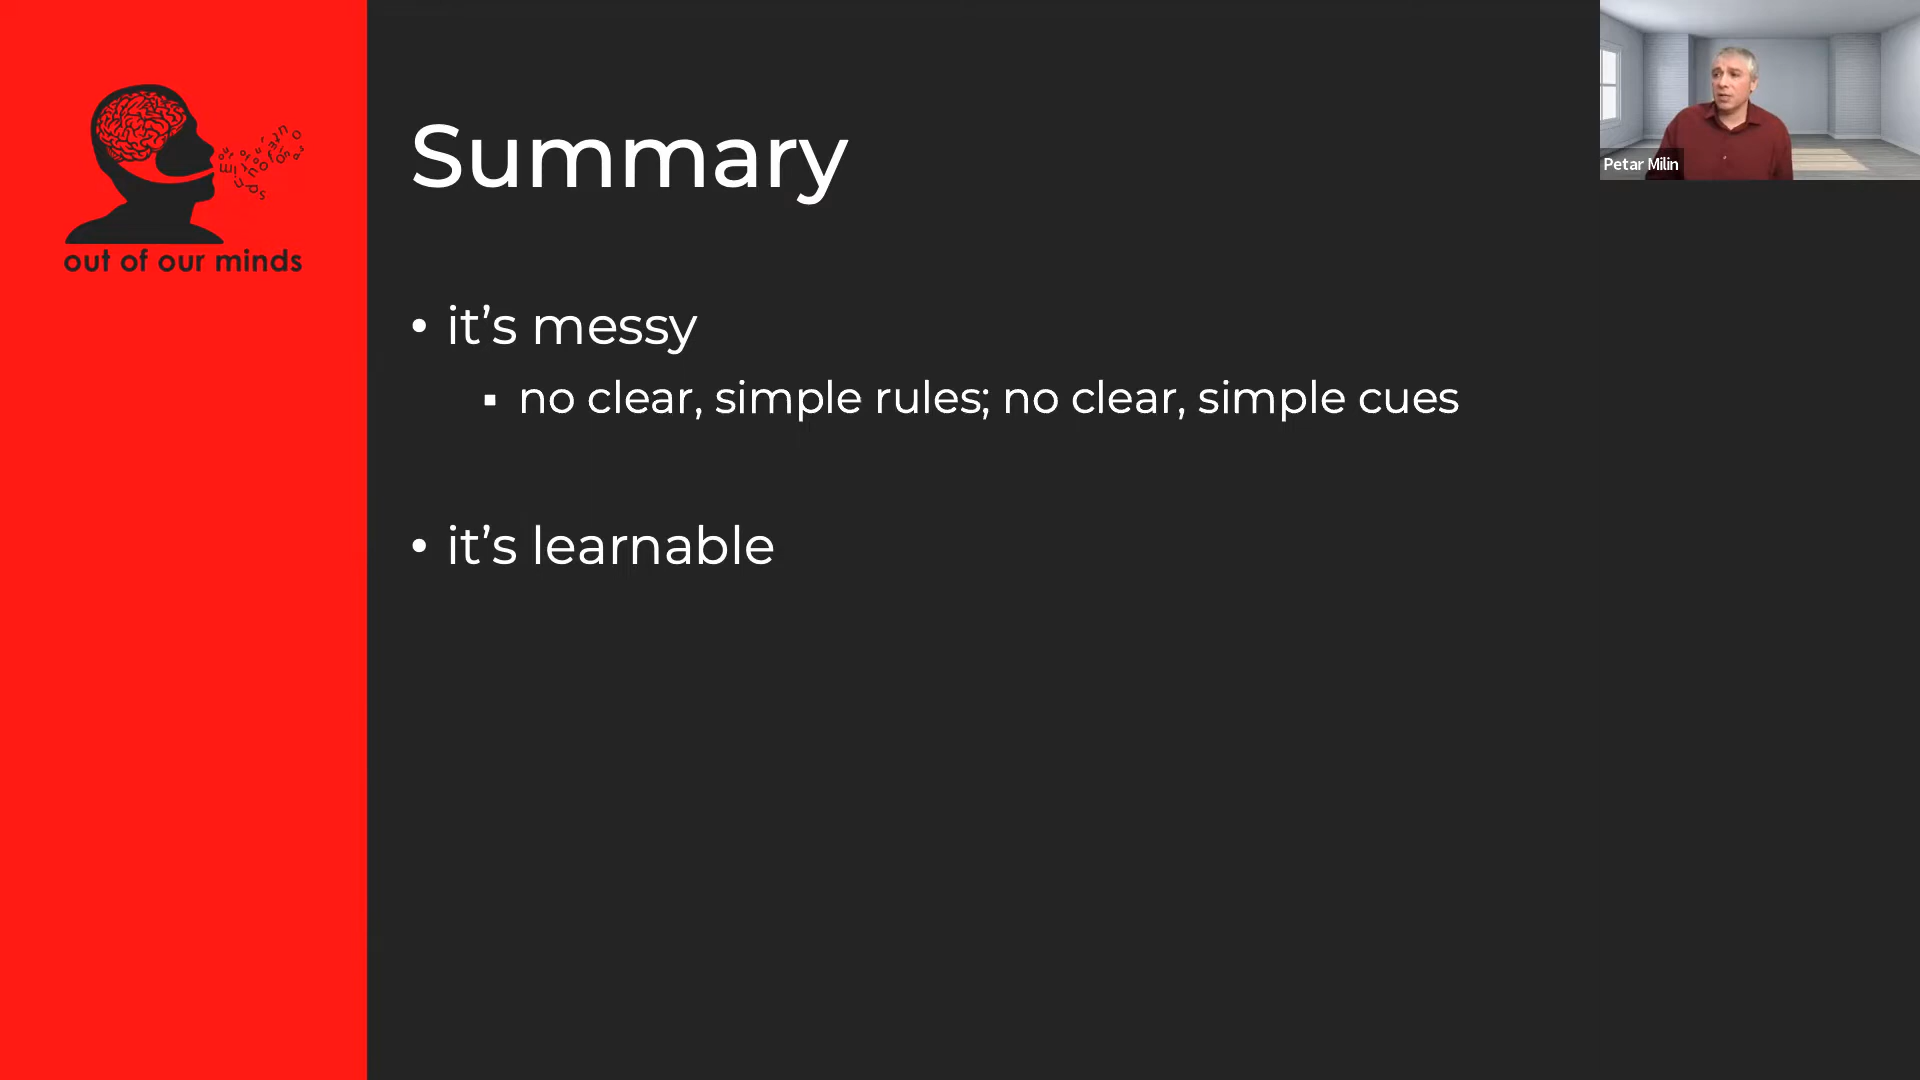 out of our minds
Summary
• it’s messy
▪ no clear, simple rules; no clear, simple cues
• it’s learnable
Petar Milin